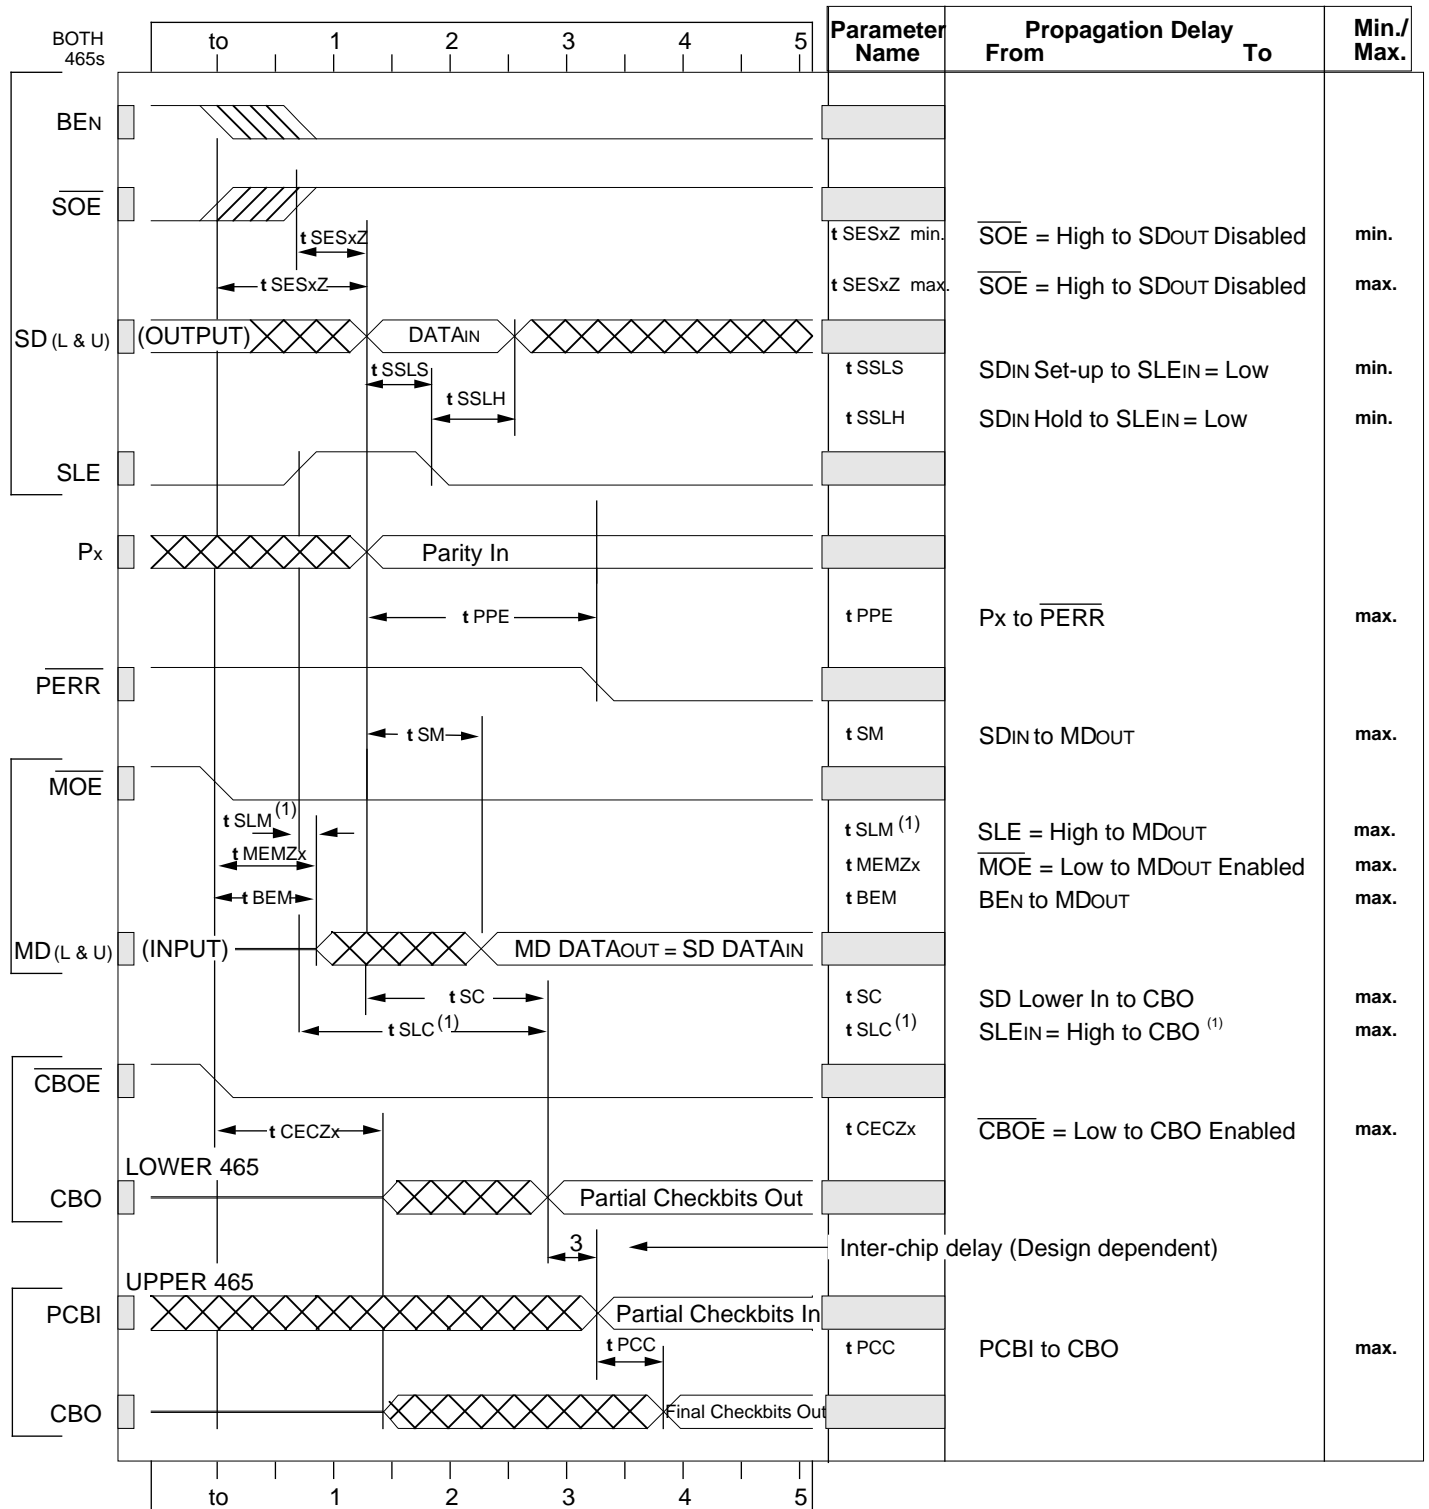 BOTH 465s to 1 2 3 4 5 Parameter Name Propagation Delay From To Min./ Max.
BEN
SOE
t SESxZ t SESxZ min. SOE = High to SDOUT Disabled min.
t SESxZ t SESxZ max. SOE = High to SDOUT Disabled max.
SD (L & U) (OUTPUT) DATAIN
t SSLS t SSLS SDIN Set-up to SLEIN = Low min.
t SSLH t SSLH SDIN Hold to SLEIN = Low min.
SLE
Px Parity In
t PPE t PPE Px to PERR max.
PERR
t SM t SM SDIN to MDOUT max.
MOE
t SLM (1) t SLM (1) SLE = High to MDOUT max.
t MEMZx t MEMZx MOE = Low to MDOUT Enabled max.
t BEM t BEM BEN to MDOUT max.
MD (L & U) (INPUT) MD DATAOUT = SD DATAIN
t SC t SC SD Lower In to CBO max.
t SLC (1) t SLC (1) SLEIN = High to CBO (1) max.
CBOE
t CECZx t CECZx CBOE = Low to CBO Enabled max.
LOWER 465
CBO Partial Checkbits Out
3 Inter-chip delay (Design dependent)
UPPER 465
PCBI Partial Checkbits In
t PCC t PCC PCBI to CBO max.
CBO Final Checkbits Out
to 1 2 3 4 5